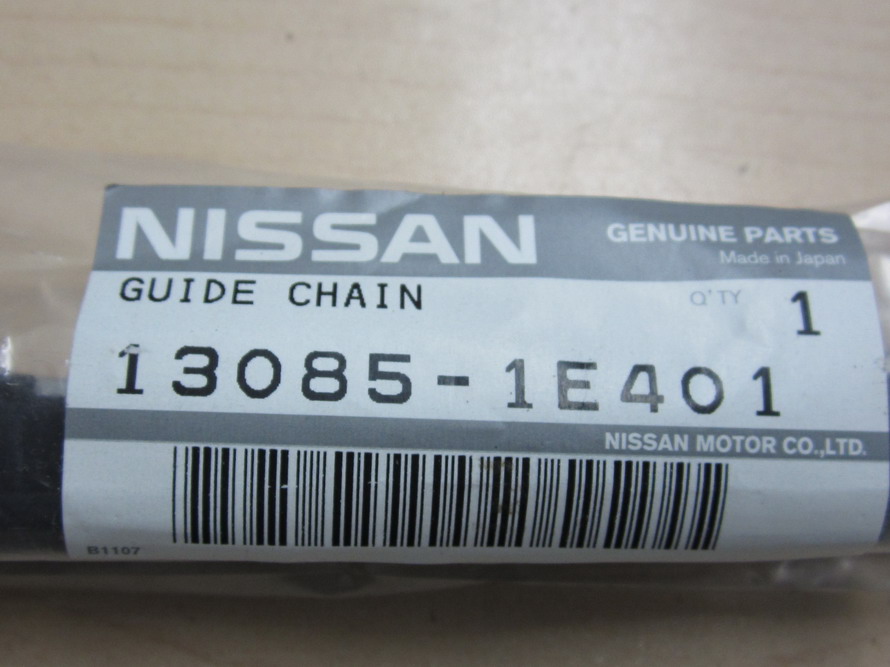 NISSAN GENUINE PARTS
Made in Japan
GUIDE CHAIN Q'TY 1
13085-1E401
NISSAN MOTOR CO.,LTD.
B1107